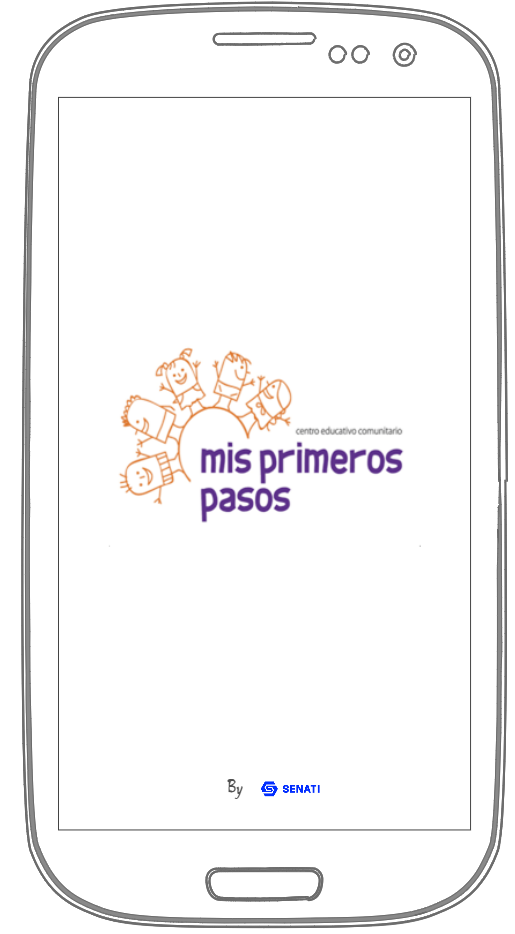 centro educativo comunitario
mis primeros
pasos
By SENATI